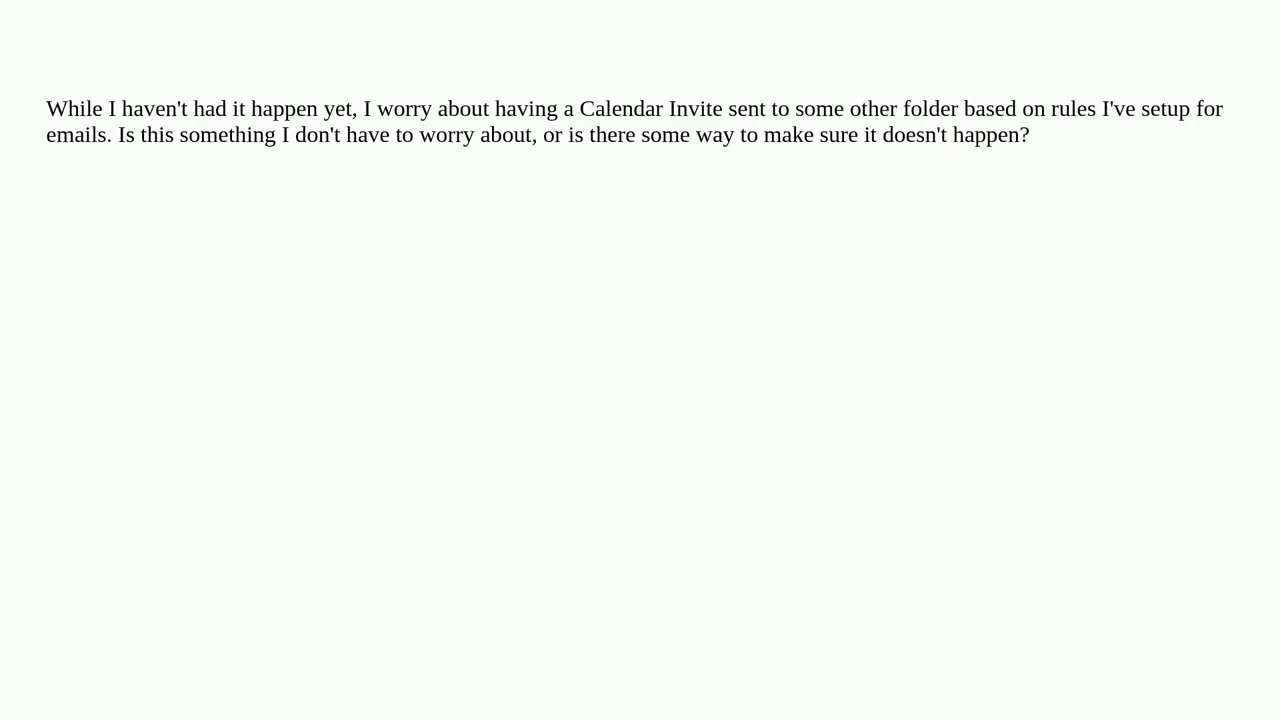 While I haven't had it happen yet, I worry about having a Calendar Invite sent to some other folder based on rules I've setup for
emails. Is this something I don't have to worry about, or is there some way to make sure it doesn't happen?